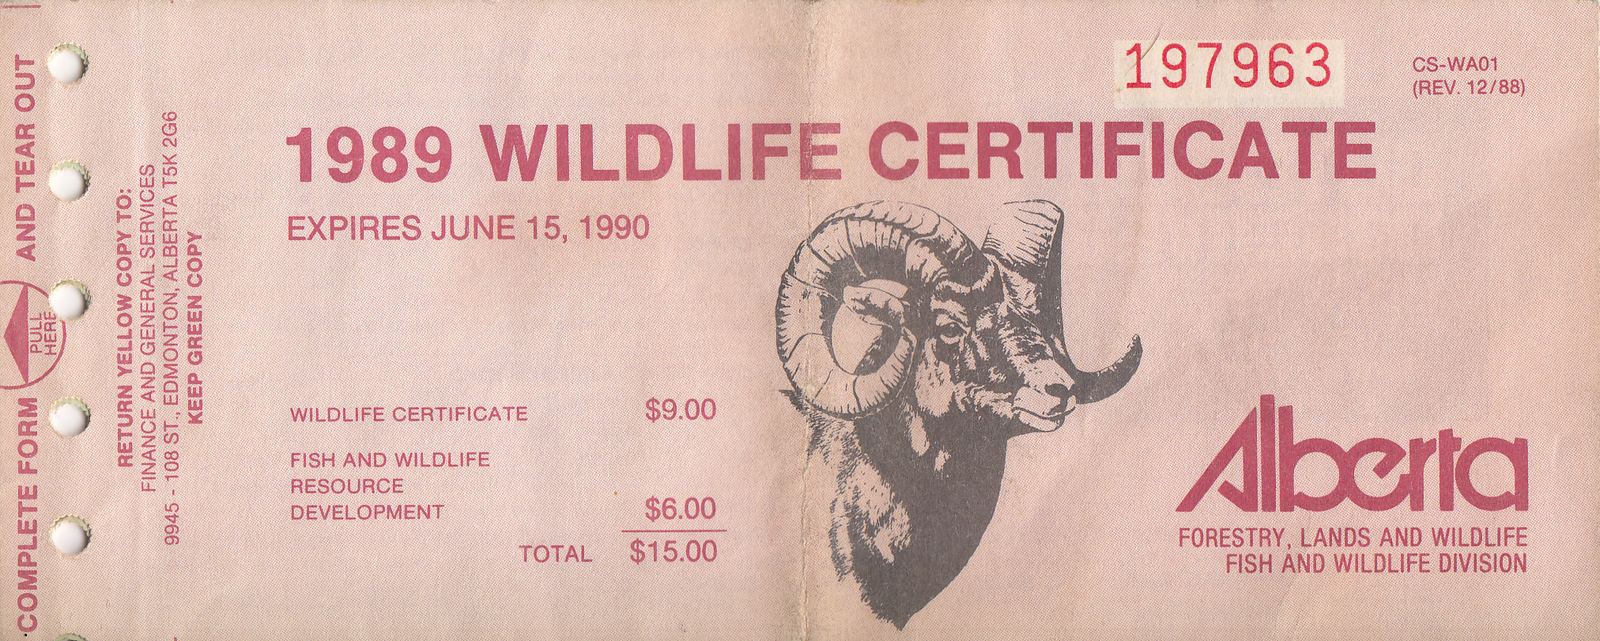 COMPLETE FORM AND TEAR OUT
PULL
HERE
RETURN YELLOW COPY TO:
FINANCE AND GENERAL SERVICES
9945 - 108 ST., EDMONTON, ALBERTA T5K 2G6
KEEP GREEN COPY
197963
CS-WA01
(REV. 12/88)
1989 WILDLIFE CERTIFICATE
EXPIRES JUNE 15, 1990
WILDLIFE CERTIFICATE $9.00
FISH AND WILDLIFE
RESOURCE
DEVELOPMENT $6.00
TOTAL $15.00
Alberta
FORESTRY, LANDS AND WILDLIFE
FISH AND WILDLIFE DIVISION